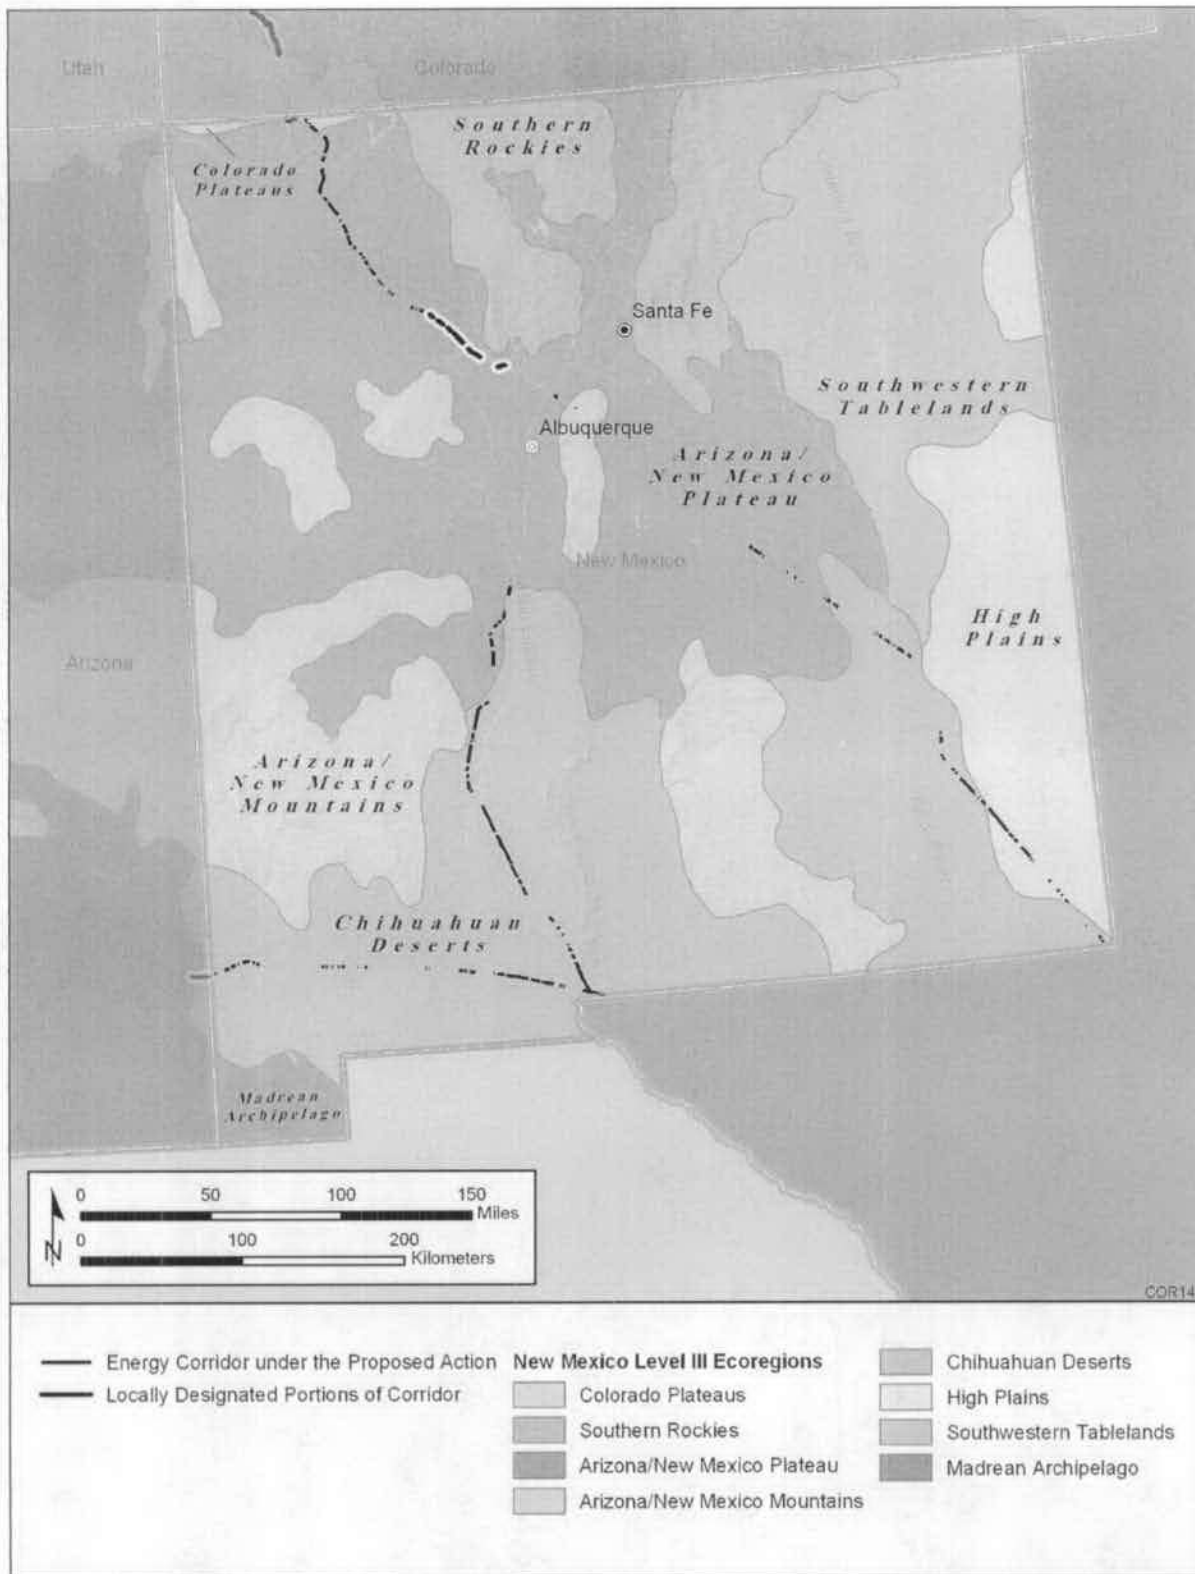 Utah
Colorado
Southern
Rockies
Colorado
Plateaus
Santa Fe
Southwestern
Tablelands
Albuquerque
Arizona/
New Mexico
Plateau
New Mexico
High
Plains
Arizona
Arizona/
New Mexico
Mountains
Chihuahuan
Deserts
Madrean
Archipelago
0 50 100 150
Miles
N
0 100 200
Kilometers
COR14
Energy Corridor under the Proposed Action
Locally Designated Portions of Corridor
New Mexico Level III Ecoregions
Colorado Plateaus
Southern Rockies
Arizona/New Mexico Plateau
Arizona/New Mexico Mountains
Chihuahuan Deserts
High Plains
Southwestern Tablelands
Madrean Archipelago